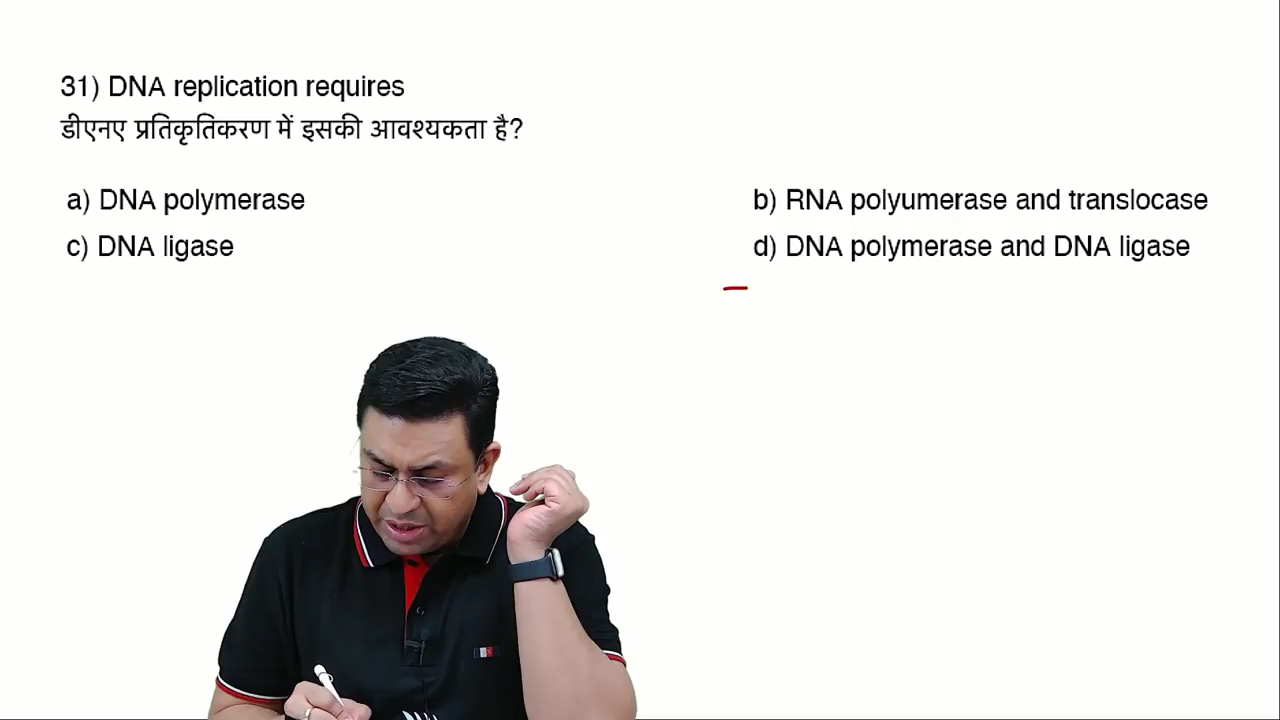 31) DNA replication requires
डीएनए प्रतिकृतिकरण में इसकी आवश्यकता है?
a) DNA polymerase
b) RNA polyumerase and translocase
c) DNA ligase
d) DNA polymerase and DNA ligase